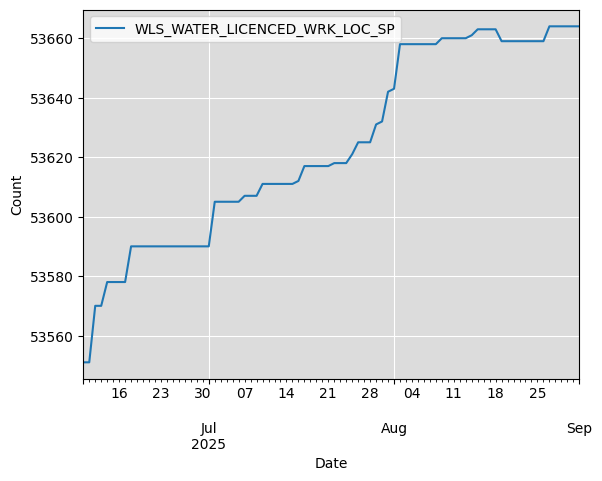 WLS_WATER_LICENCED_WRK_LOC_SP
53660
53640
53620
53600
53580
53560
Count
16 23 30 07 14 21 28 04 11 18 25
Jul Aug Sep
2025
Date